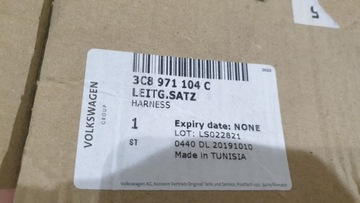 3C8 971 104 C
LEITG.SATZ
HARNESS
1
Expiry date: NONE
LOT: LS022821
ST
0440 DL 20191010
Made in TUNISIA
VOLKSWAGEN
GROUP
5